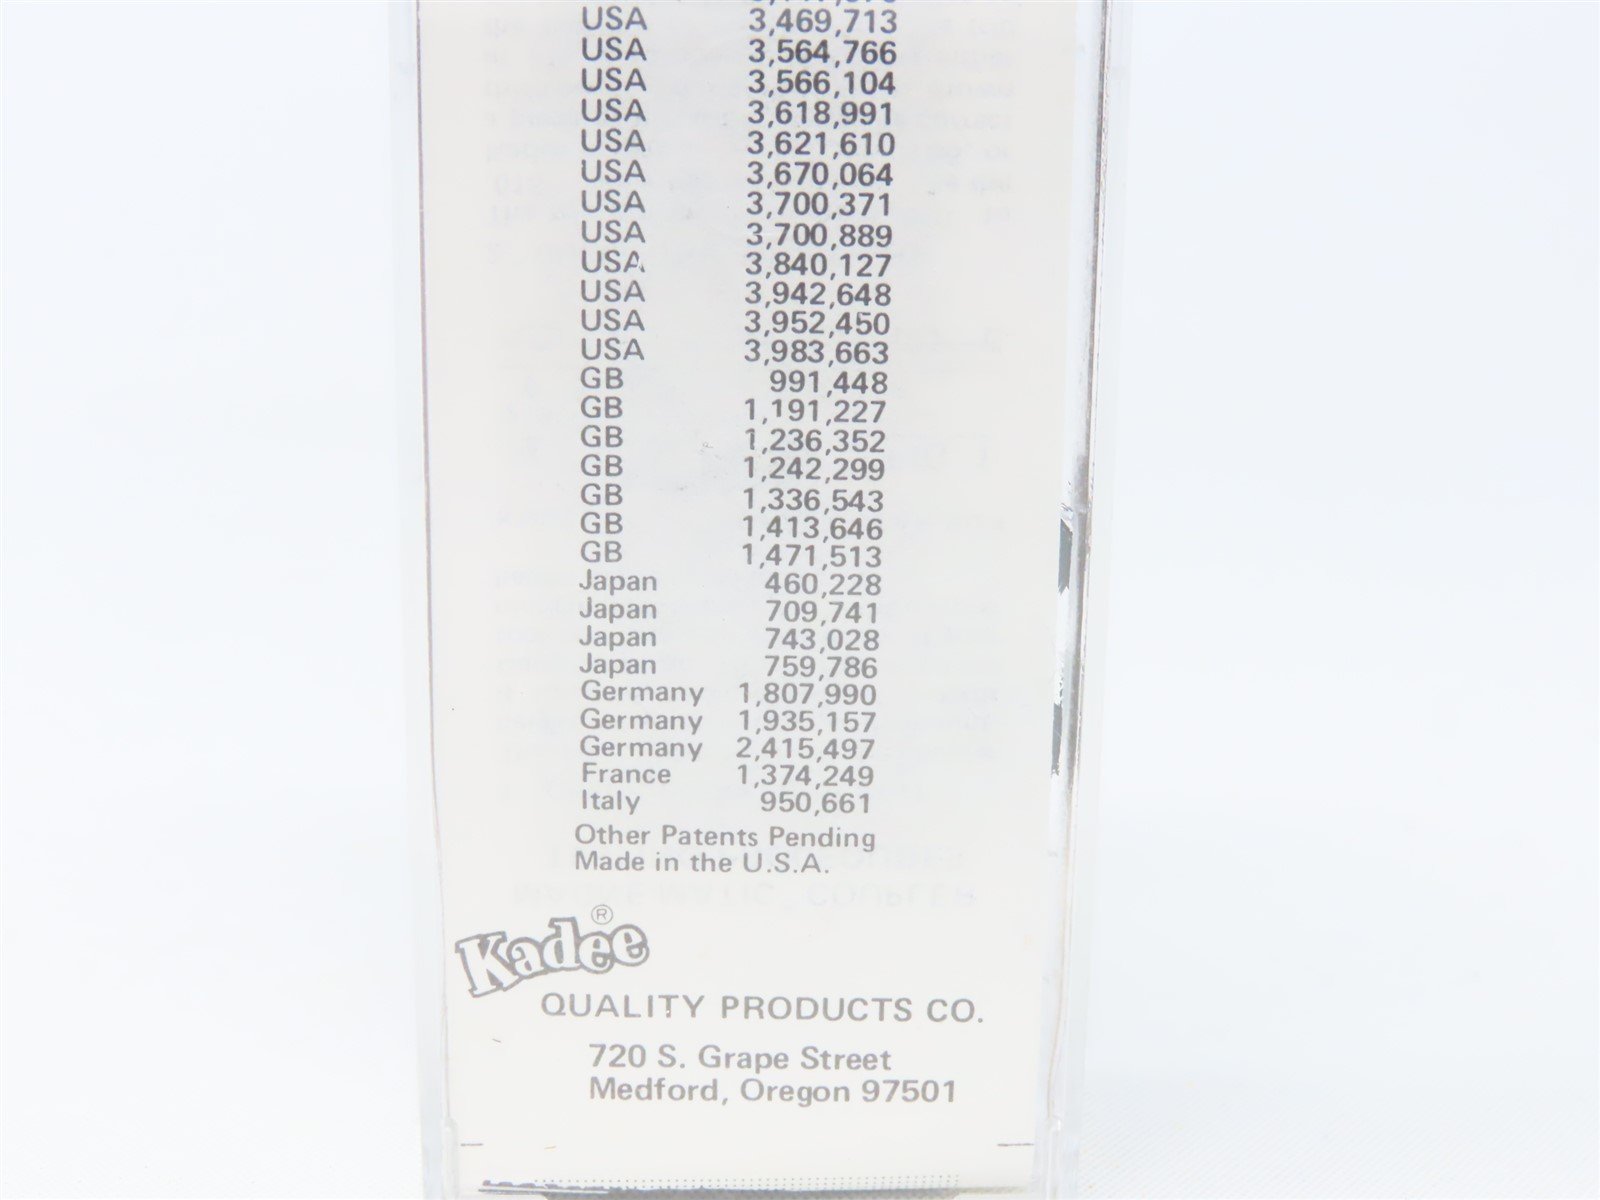 USA 3,469,713
USA 3,564,766
USA 3,566,104
USA 3,618,991
USA 3,621,610
USA 3,670,064
USA 3,700,371
USA 3,700,889
USA 3,840,127
USA 3,942,648
USA 3,952,450
USA 3,983,663
GB 991,448
GB 1,191,227
GB 1,236,352
GB 1,242,299
GB 1,336,543
GB 1,413,646
GB 1,471,513
Japan 460,228
Japan 709,741
Japan 743,028
Japan 759,786
Germany 1,807,990
Germany 1,935,157
Germany 2,415,497
France 1,374,249
Italy 950,661
Other Patents Pending
Made in the U.S.A.
Kadee®
QUALITY PRODUCTS CO.
720 S. Grape Street
Medford, Oregon 97501